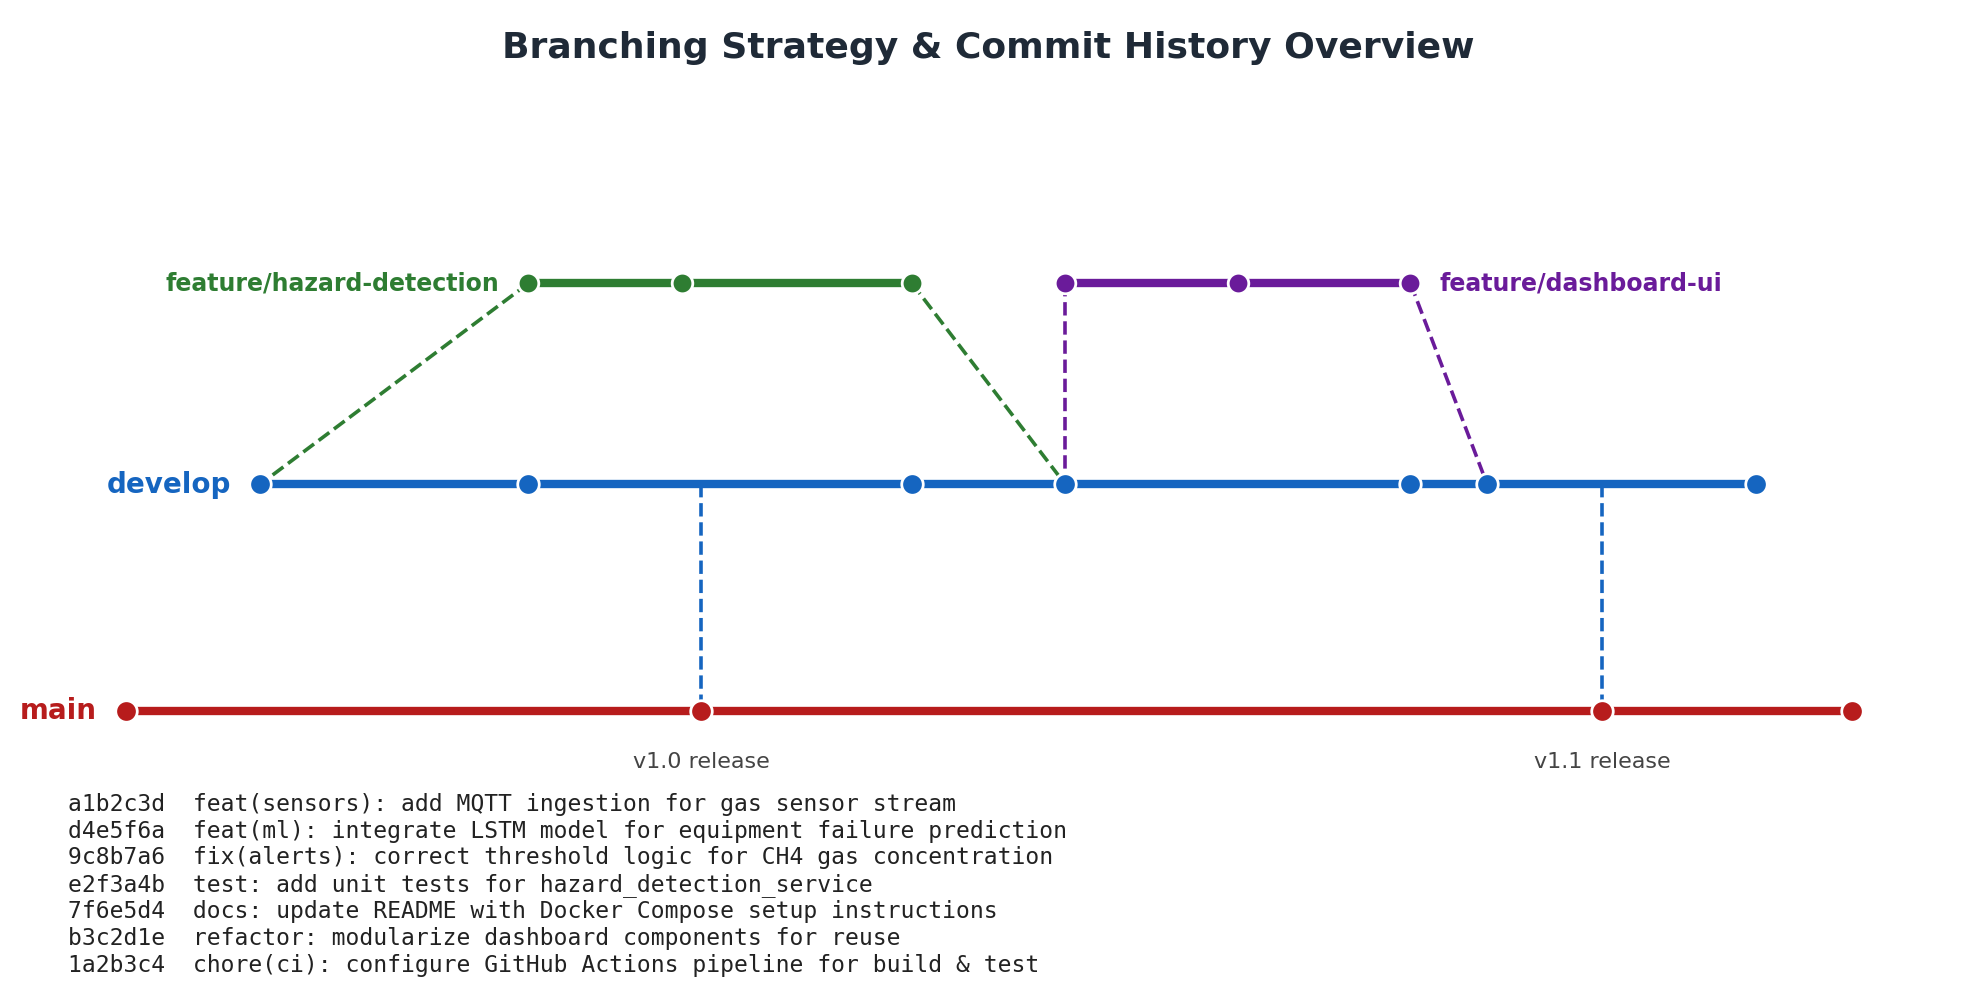 Branching Strategy & Commit History Overview
feature/hazard-detection
feature/dashboard-ui
develop
main
v1.0 release
v1.1 release
a1b2c3d  feat(sensors): add MQTT ingestion for gas sensor stream
d4e5f6a  feat(ml): integrate LSTM model for equipment failure prediction
9c8b7a6  fix(alerts): correct threshold logic for CH4 gas concentration
e2f3a4b  test: add unit tests for hazard_detection_service
7f6e5d4  docs: update README with Docker Compose setup instructions
b3c2d1e  refactor: modularize dashboard components for reuse
1a2b3c4  chore(ci): configure GitHub Actions pipeline for build & test